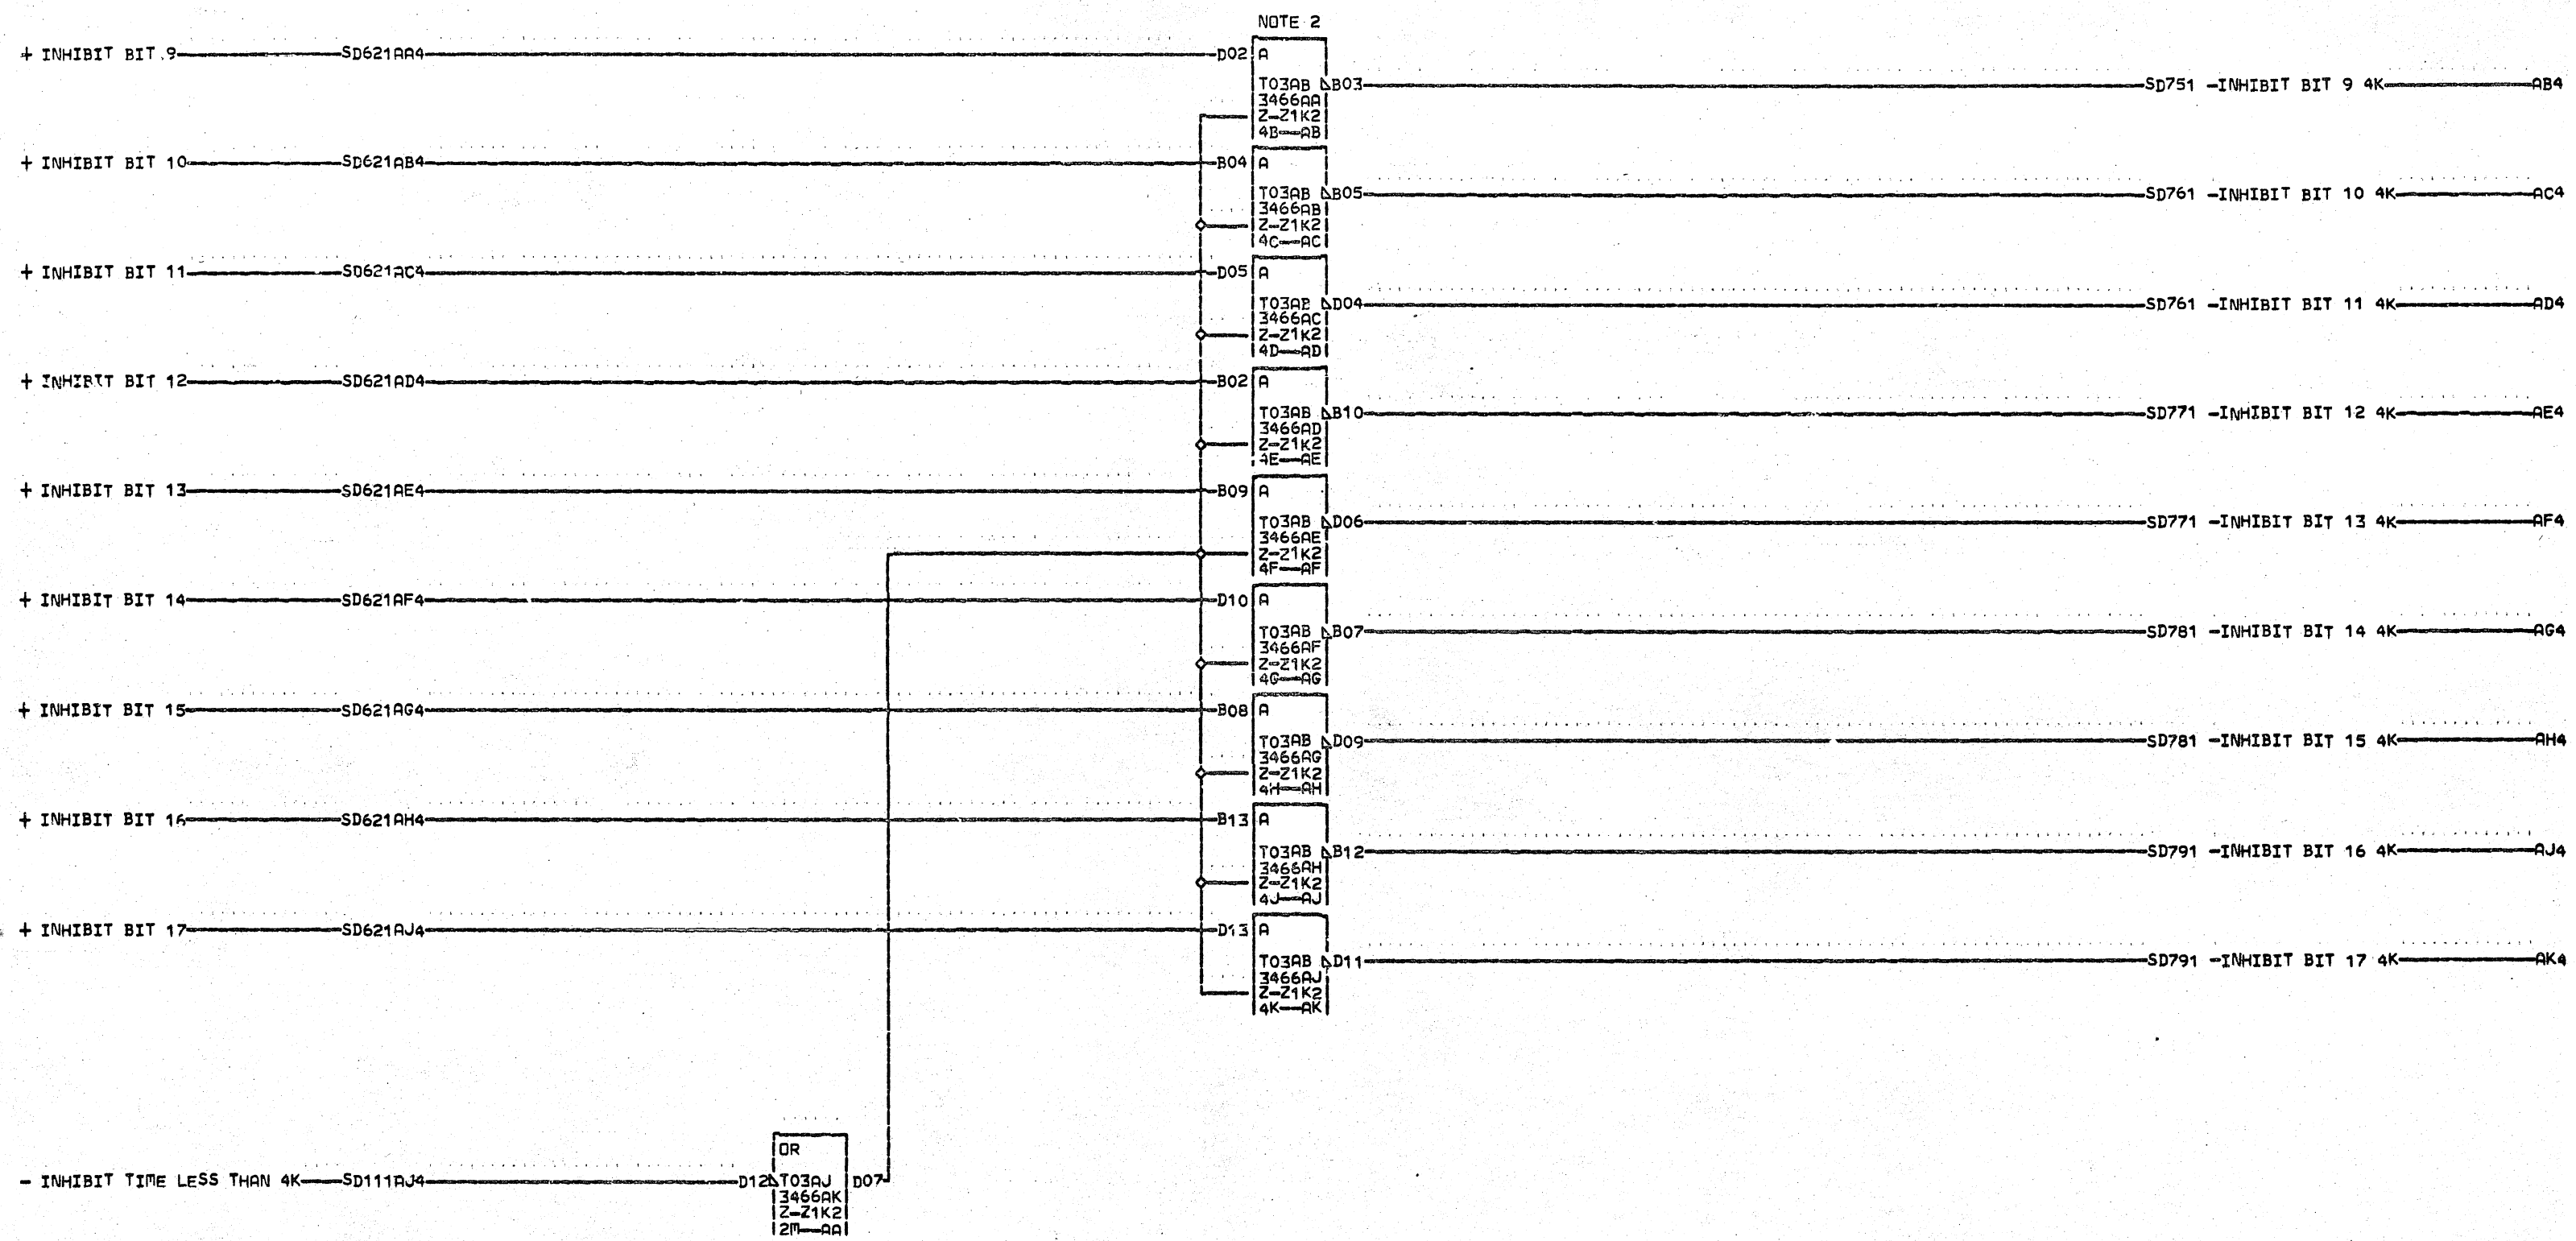 NOTE 2
+ INHIBIT BIT 9 SD621AA4 D02 A
T03AB B03 SD751 -INHIBIT BIT 9 4K AB4
3466AA
Z-Z1K2
4B AB
+ INHIBIT BIT 10 SD621AB4 B04 A
T03AB B05 SD761 -INHIBIT BIT 10 4K AC4
3466AB
Z-Z1K2
4C AC
+ INHIBIT BIT 11 SD621AC4 D05 A
T03AB D04 SD761 -INHIBIT BIT 11 4K AD4
3466AC
Z-Z1K2
4D AD
+ INHIBIT BIT 12 SD621AD4 B02 A
T03AB B10 SD771 -INHIBIT BIT 12 4K AE4
3466AD
Z-Z1K2
4E AE
+ INHIBIT BIT 13 SD621AE4 B09 A
T03AB D06 SD771 -INHIBIT BIT 13 4K AF4
3466AE
Z-Z1K2
4F AF
+ INHIBIT BIT 14 SD621AF4 D10 A
T03AB B07 SD781 -INHIBIT BIT 14 4K AG4
3466AF
Z-Z1K2
4G AG
+ INHIBIT BIT 15 SD621AG4 B08 A
T03AB D09 SD781 -INHIBIT BIT 15 4K AH4
3466AG
Z-Z1K2
4H AH
+ INHIBIT BIT 16 SD621AH4 B13 A
T03AB B12 SD791 -INHIBIT BIT 16 4K AJ4
3466AH
Z-Z1K2
4J AJ
+ INHIBIT BIT 17 SD621AJ4 D13 A
T03AB D11 SD791 -INHIBIT BIT 17 4K AK4
3466AJ
Z-Z1K2
4K AK
OR
- INHIBIT TIME LESS THAN 4K SD111AJ4 D12 T03AJ D07
3466AK
Z-Z1K2
2M AA